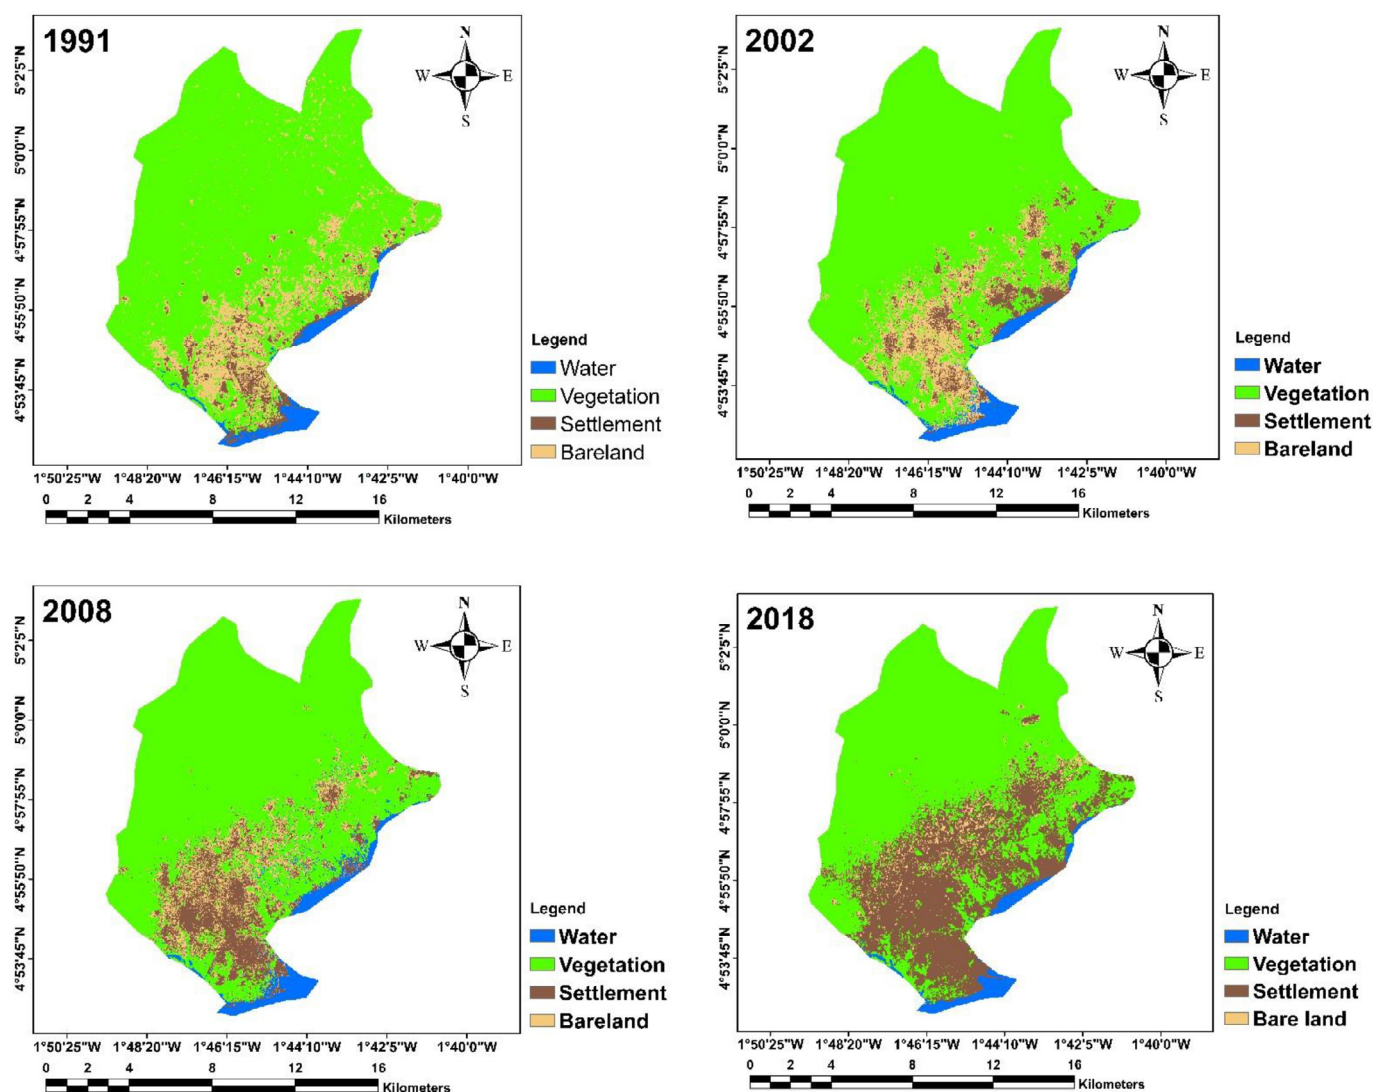 1991
N
W E
S
5°2'5"N
5°0'0"N
4°57'55"N
4°55'50"N
4°53'45"N
Legend
Water
Vegetation
Settlement
Bareland
1°50'25"W 1°48'20"W 1°46'15"W 1°44'10"W 1°42'5"W 1°40'0"W
0 2 4 8 12 16
Kilometers
2002
N
W E
S
5°2'5"N
5°0'0"N
4°57'55"N
4°55'50"N
4°53'45"N
Legend
Water
Vegetation
Settlement
Bareland
1°50'25"W 1°48'20"W 1°46'15"W 1°44'10"W 1°42'5"W 1°40'0"W
0 2 4 8 12 16
Kilometers
2008
N
W E
S
5°2'5"N
5°0'0"N
4°57'55"N
4°55'50"N
4°53'45"N
Legend
Water
Vegetation
Settlement
Bareland
1°50'25"W 1°48'20"W 1°46'15"W 1°44'10"W 1°42'5"W 1°40'0"W
0 2 4 8 12 16
Kilometers
2018
N
W E
S
5°2'5"N
5°0'0"N
4°57'55"N
4°55'50"N
4°53'45"N
Legend
Water
Vegetation
Settlement
Bare land
1°50'25"W 1°48'20"W 1°46'15"W 1°44'10"W 1°42'5"W 1°40'0"W
0 2 4 8 12 16
Kilometers